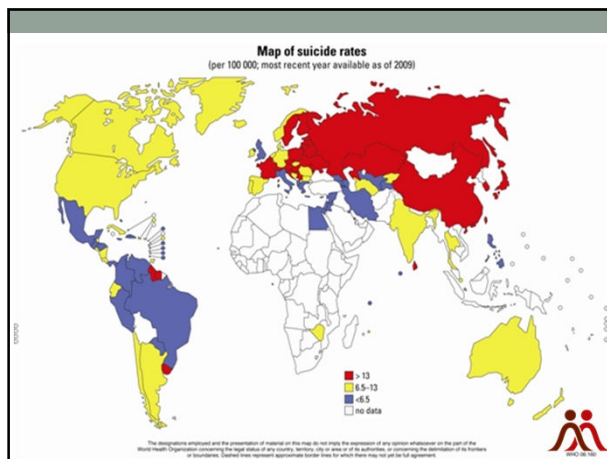 Map of suicide rates
(per 100 000; most recent year available as of 2009)
> 13
6.5–13
<6.5
no data
The designations employed and the presentation of material on this map do not imply the expression of any opinion whatsoever on the part of the
World Health Organization concerning the legal status of any country, territory, city or area or of its authorities, or concerning the delimitation of its frontiers
or boundaries. Dashed lines represent approximate border lines for which there may not yet be full agreement.
WHO 06.160